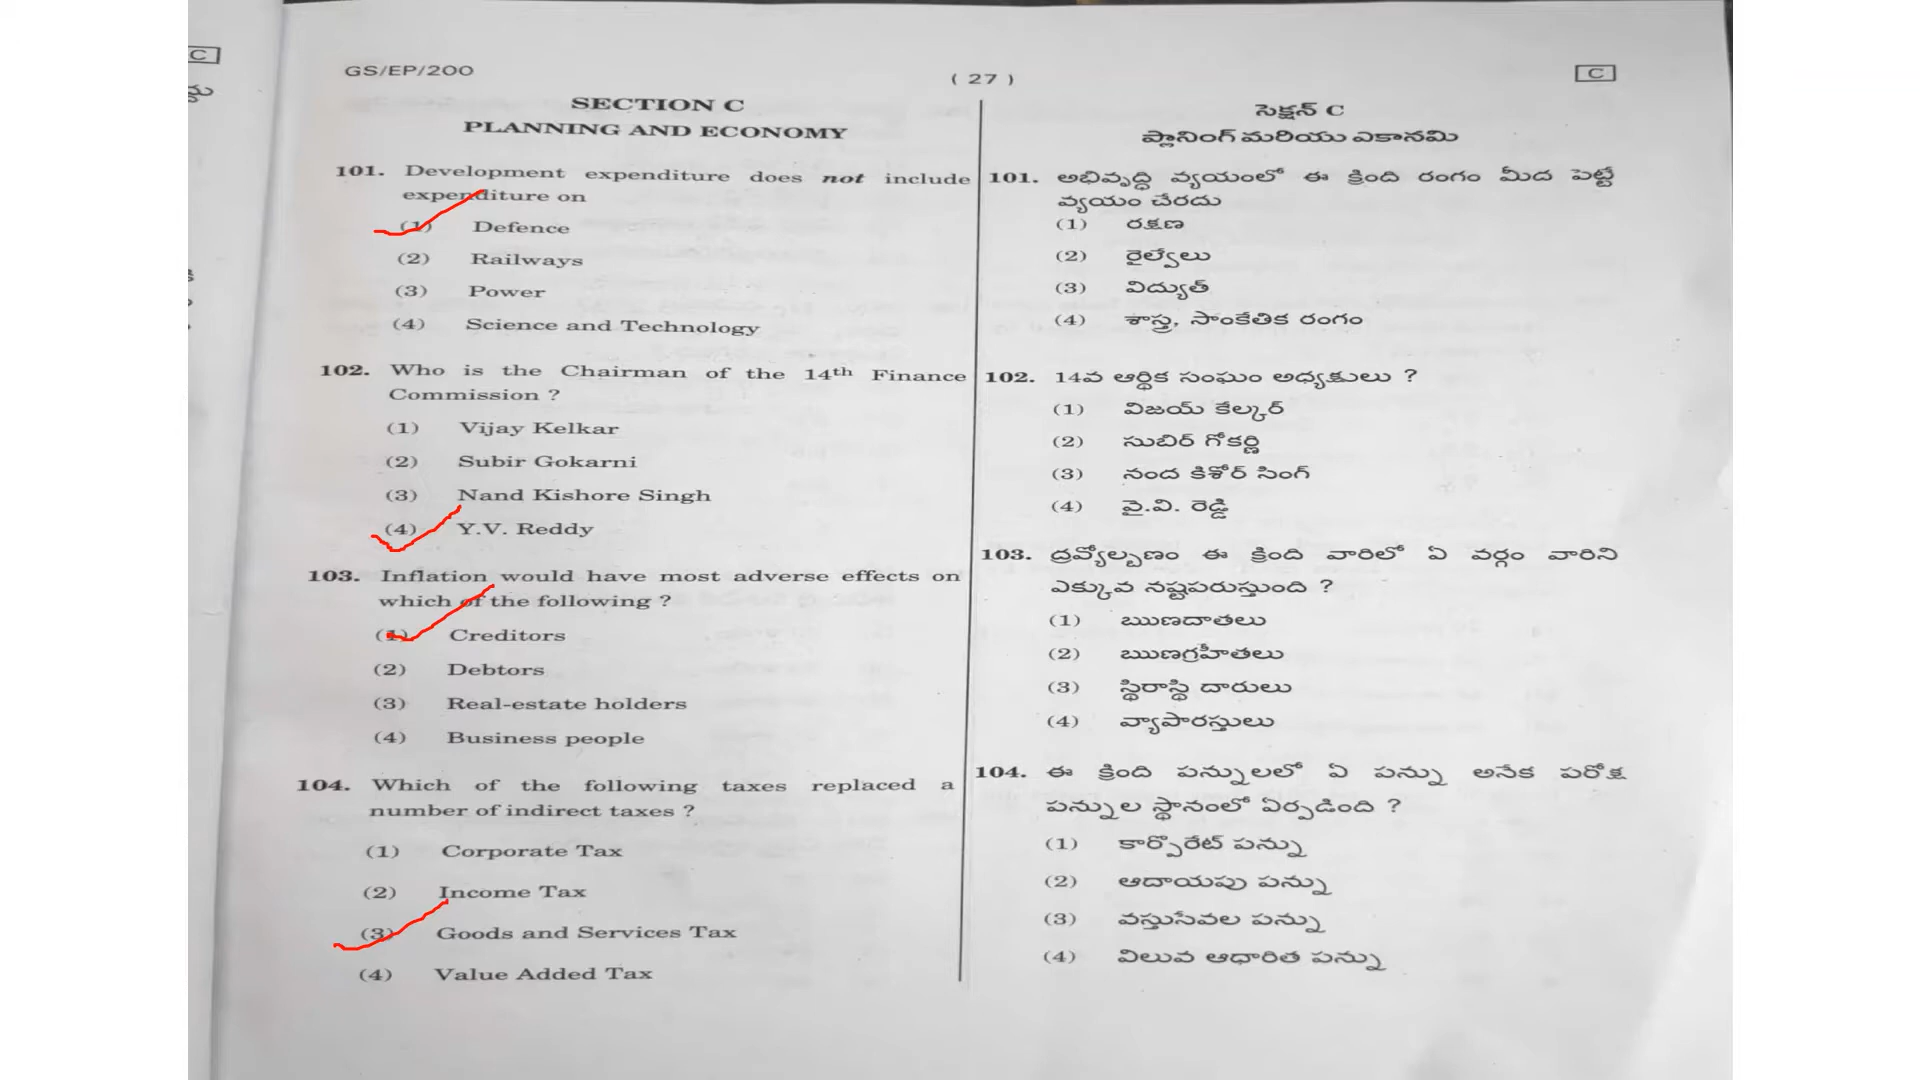 C
GS/EP/200
( 27 )
C
SECTION C
PLANNING AND ECONOMY
101. Development expenditure does not include
expenditure on
(1) Defence
(2) Railways
(3) Power
(4) Science and Technology
102. Who is the Chairman of the 14th Finance
Commission ?
(1) Vijay Kelkar
(2) Subir Gokarni
(3) Nand Kishore Singh
(4) Y.V. Reddy
103. Inflation would have most adverse effects on
which of the following ?
(1) Creditors
(2) Debtors
(3) Real-estate holders
(4) Business people
104. Which of the following taxes replaced a
number of indirect taxes ?
(1) Corporate Tax
(2) Income Tax
(3) Goods and Services Tax
(4) Value Added Tax
సెక్షన్ C
ప్లానింగ్ మరియు ఎకానమి
101. అభివృద్ధి వ్యయంలో ఈ క్రింది రంగం మీద పెట్టే
వ్యయం చేరదు
(1) రక్షణ
(2) రైల్వేలు
(3) విద్యుత్
(4) శాస్త్ర, సాంకేతిక రంగం
102. 14వ ఆర్థిక సంఘం అధ్యక్షులు ?
(1) విజయ్ కేల్కర్
(2) సుబిర్ గోకర్ణి
(3) నంద కిశోర్ సింగ్
(4) వై.వి. రెడ్డి
103. ద్రవ్యోల్బణం ఈ క్రింది వారిలో ఏ వర్గం వారిని
ఎక్కువ నష్టపరుస్తుంది ?
(1) ఋణదాతలు
(2) ఋణగ్రహీతలు
(3) స్థిరాస్థి దారులు
(4) వ్యాపారస్తులు
104. ఈ క్రింది పన్నులలో ఏ పన్ను అనేక పరోక్ష
పన్నుల స్థానంలో ఏర్పడింది ?
(1) కార్పొరేట్ పన్ను
(2) ఆదాయపు పన్ను
(3) వస్తుసేవల పన్ను
(4) విలువ ఆధారిత పన్ను